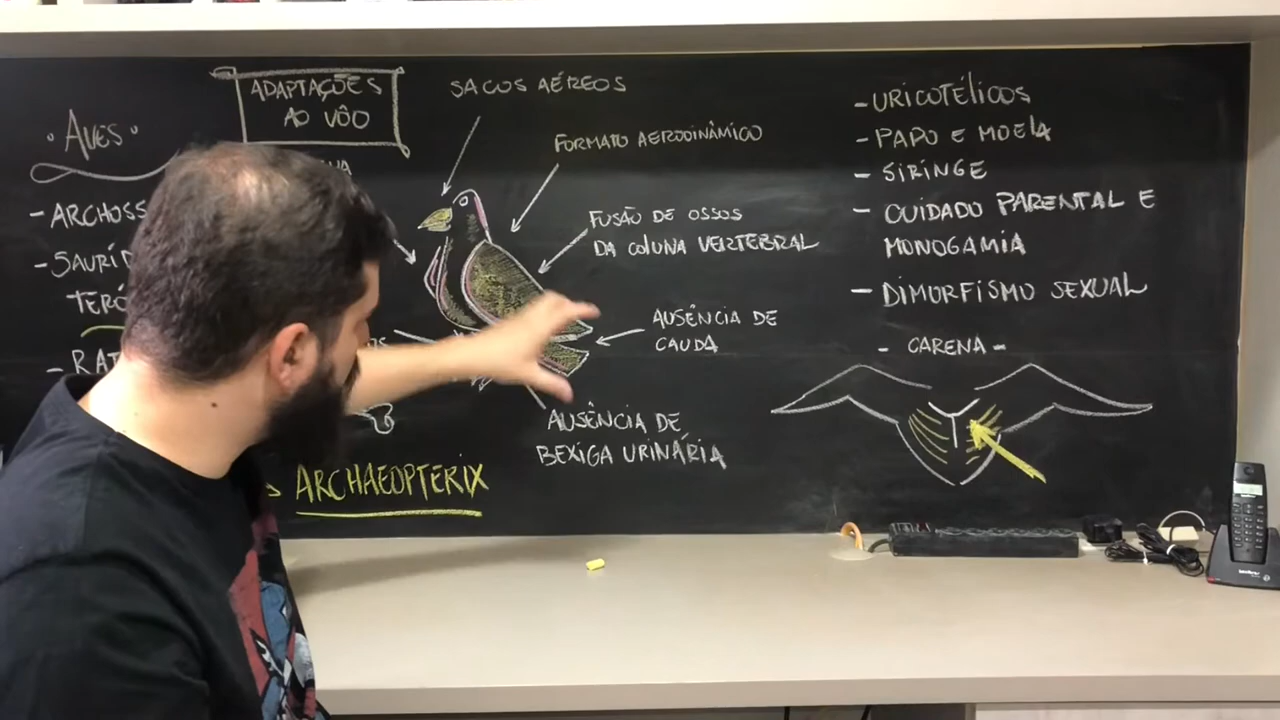 • AVES •
- ARCHOSS
- SAURÍD
TERÓ
- RAT
ADAPTAÇÕES
AO VÔO
SACOS AÉREOS
FORMATO AERODINÂMICO
FUSÃO DE OSSOS
DA COLUNA VERTEBRAL
AUSÊNCIA DE
CAUDA
AUSÊNCIA DE
BEXIGA URINÁRIA
ARCHAEOPTERIX
- URICOTÉLICOS
- PAPO E MOELA
- SIRINGE
- CUIDADO PARENTAL E
MONOGAMIA
- DIMORFISMO SEXUAL
- CARENA -